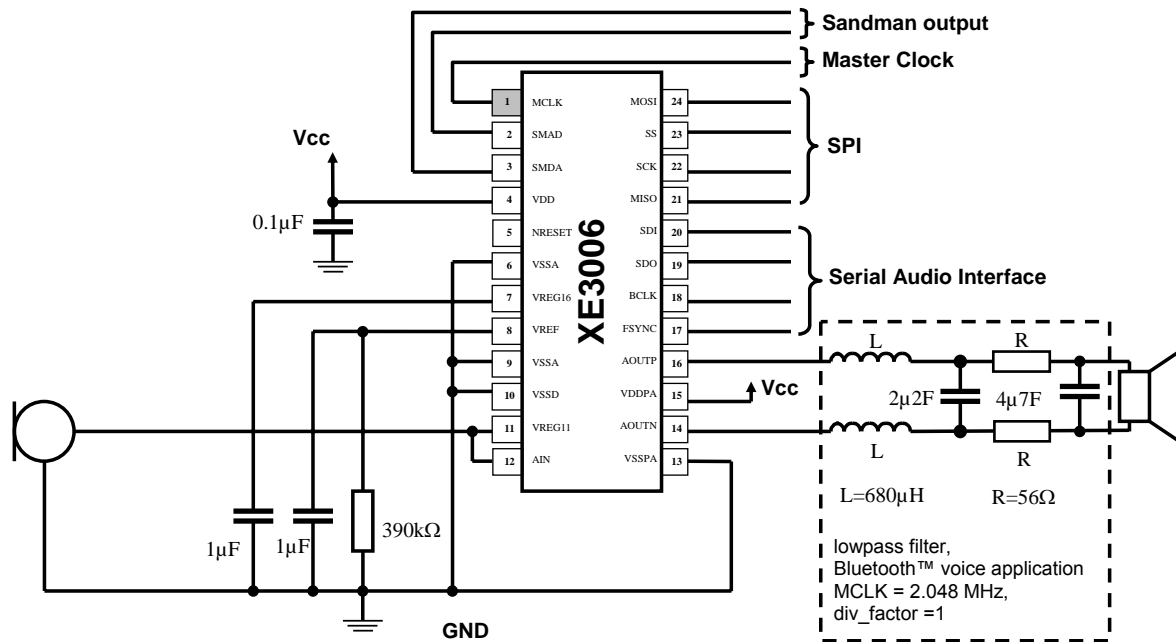 Sandman output
Master Clock
1 MCLK MOSI 24
2 SMAD SS 23
SPI
Vcc
3 SMDA SCK 22
4 VDD MISO 21
0.1µF
5 NRESET SDI 20
6 VSSA SDO 19
Serial Audio Interface
7 VREG16 BCLK 18
8 VREF FSYNC 17
XE3006
L R
9 VSSA AOUTP 16
Vcc
10 VSSD VDDPA 15
2µ2F 4µ7F
11 VREG11 AOUTN 14
12 AIN VSSPA 13
L R
L=680µH R=56Ω
390kΩ
1µF 1µF
lowpass filter,
Bluetooth™ voice application
MCLK = 2.048 MHz,
div_factor =1
GND